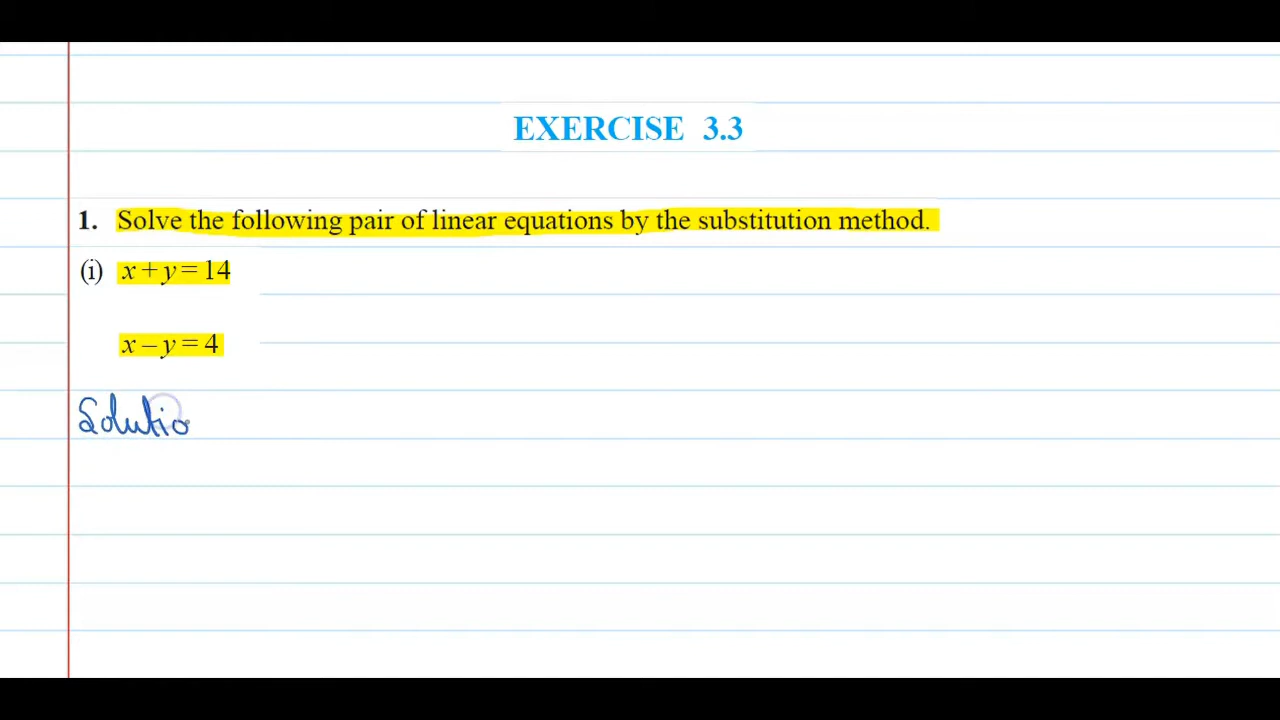 EXERCISE 3.3
1. Solve the following pair of linear equations by the substitution method.
(i) x + y = 14
x – y = 4
Solutio